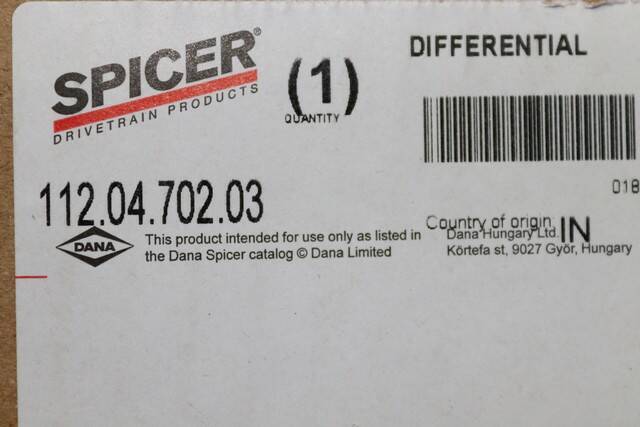 SPICER®
DRIVETRAIN PRODUCTS
(1)
QUANTITY
DIFFERENTIAL
018
112.04.702.03
DANA
This product intended for use only as listed in
the Dana Spicer catalog © Dana Limited
Country of origin: IN
Dana Hungary Ltd.
Körtefa st, 9027 Győr, Hungary